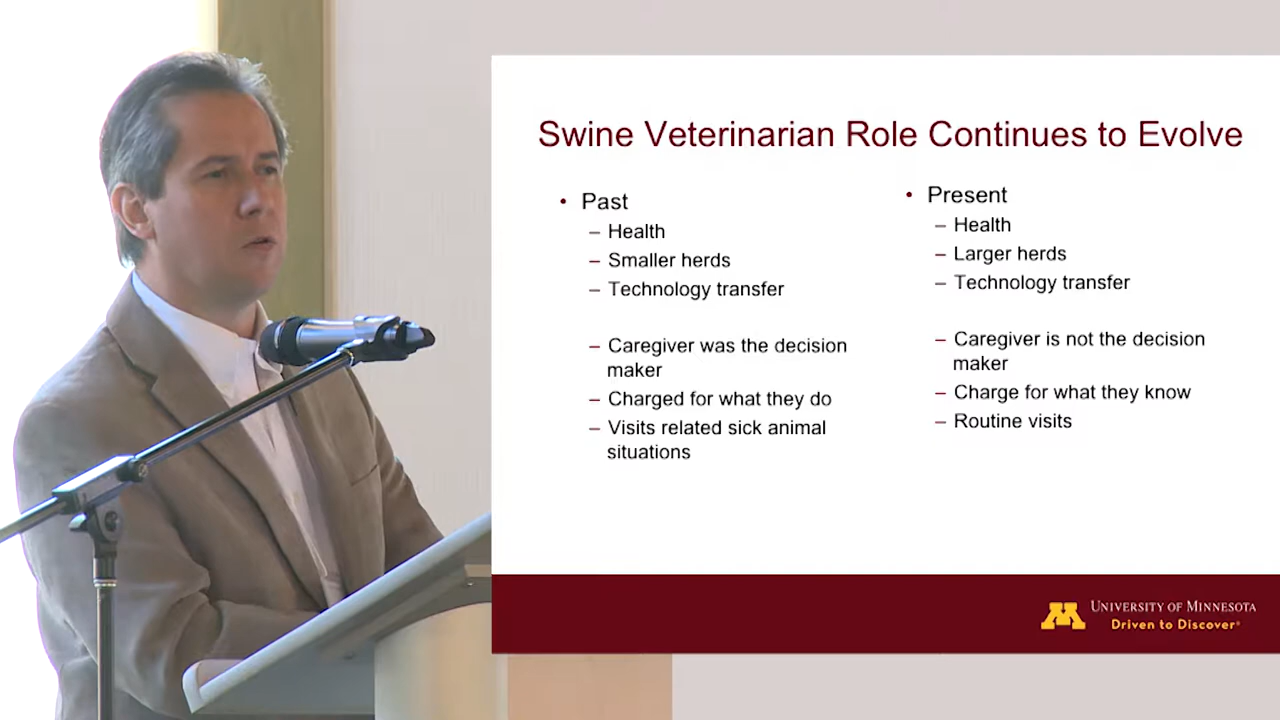 Swine Veterinarian Role Continues to Evolve
• Past
– Health
– Smaller herds
– Technology transfer
– Caregiver was the decision
maker
– Charged for what they do
– Visits related sick animal
situations
• Present
– Health
– Larger herds
– Technology transfer
– Caregiver is not the decision
maker
– Charge for what they know
– Routine visits
M
UNIVERSITY OF MINNESOTA
Driven to Discover®